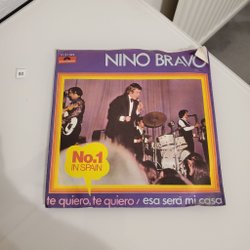 NINO BRAVO
No.1
IN SPAIN
te quiero, te quiero / esa será mi casa